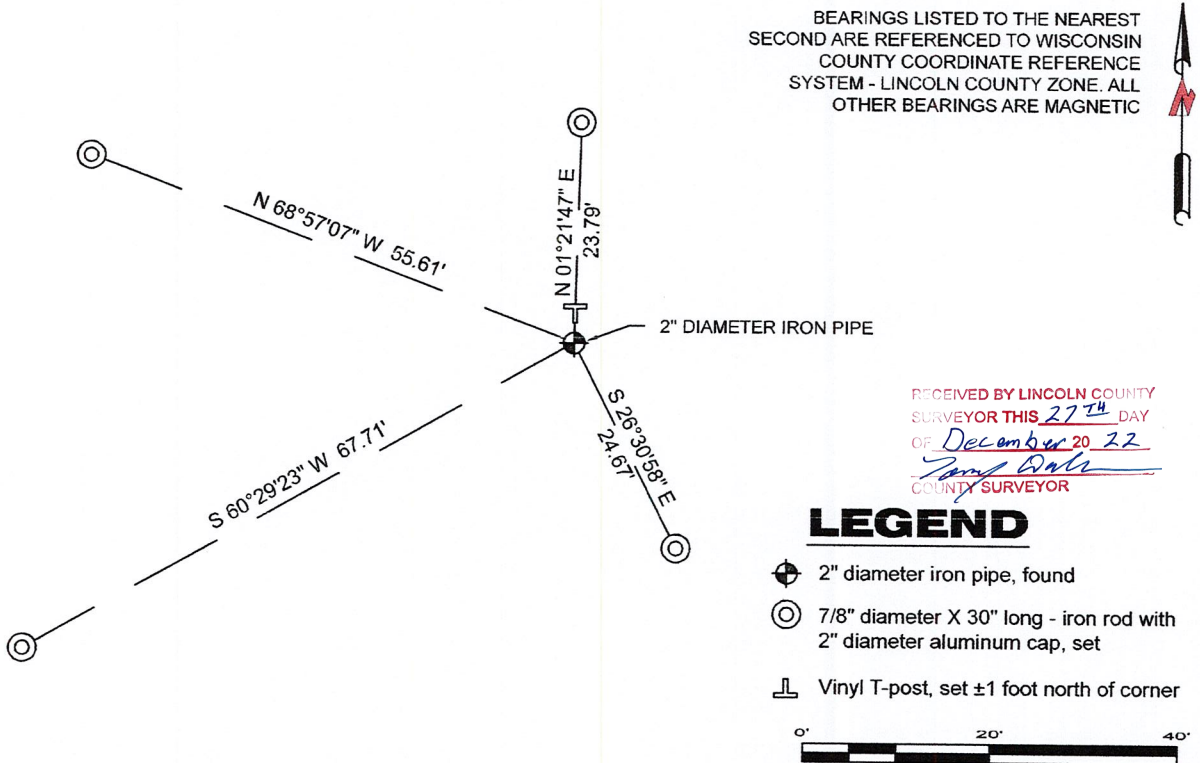 BEARINGS LISTED TO THE NEAREST
SECOND ARE REFERENCED TO WISCONSIN
COUNTY COORDINATE REFERENCE
SYSTEM - LINCOLN COUNTY ZONE. ALL
OTHER BEARINGS ARE MAGNETIC
N
N 68°57'07" W 55.61'
N 01°21'47" E
23.79'
2" DIAMETER IRON PIPE
S 60°29'23" W 67.71'
S 26°30'58" E
24.67'
RECEIVED BY LINCOLN COUNTY
SURVEYOR THIS 27TH DAY
OF December 20 22
COUNTY SURVEYOR
LEGEND
2" diameter iron pipe, found
7/8" diameter X 30" long - iron rod with
2" diameter aluminum cap, set
Vinyl T-post, set ±1 foot north of corner
0' 20' 40'